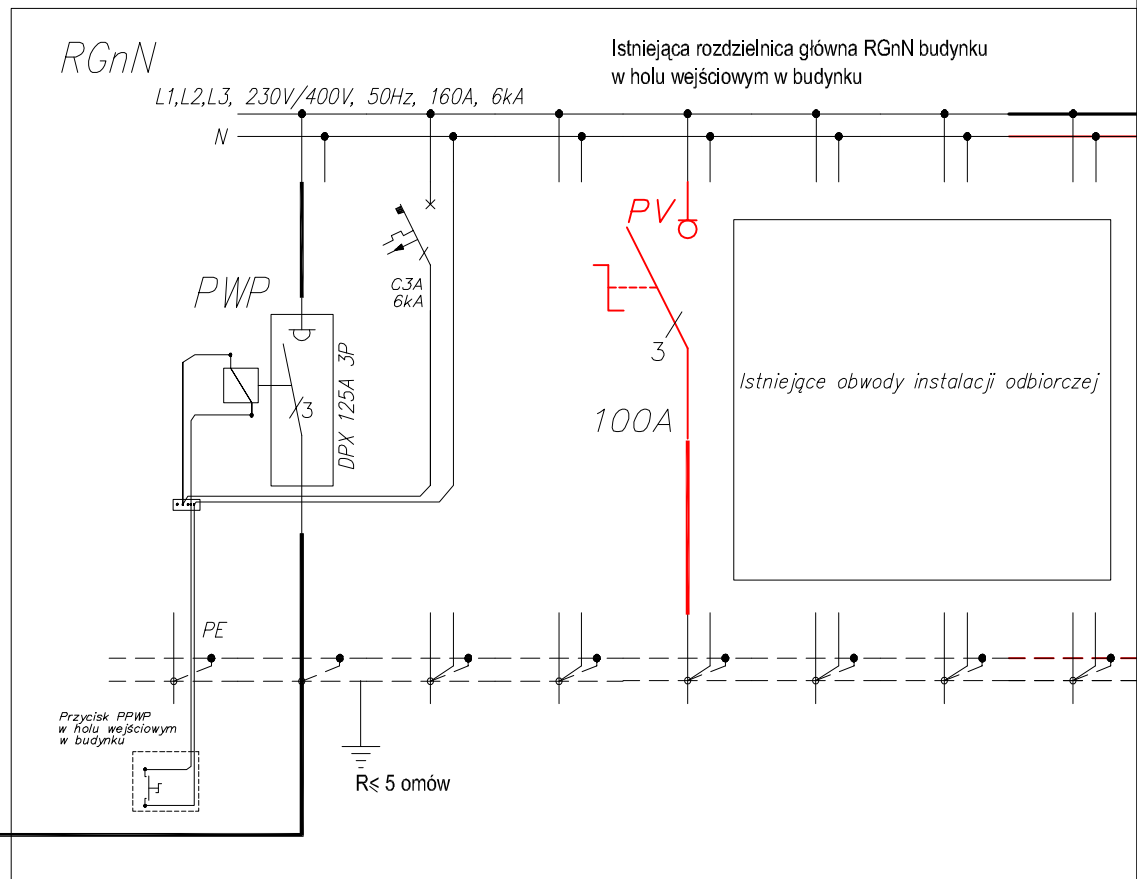 RGnN
Istniejąca rozdzielnica główna RGnN budynku
w holu wejściowym w budynku
L1,L2,L3, 230V/400V, 50Hz, 160A, 6kA
N
PV
C3A
6kA
PWP
3
DPX 125A 3P
3
100A
Istniejące obwody instalacji odbiorczej
PE
Przycisk PPWP
w holu wejściowym
w budynku
R≤ 5 omów